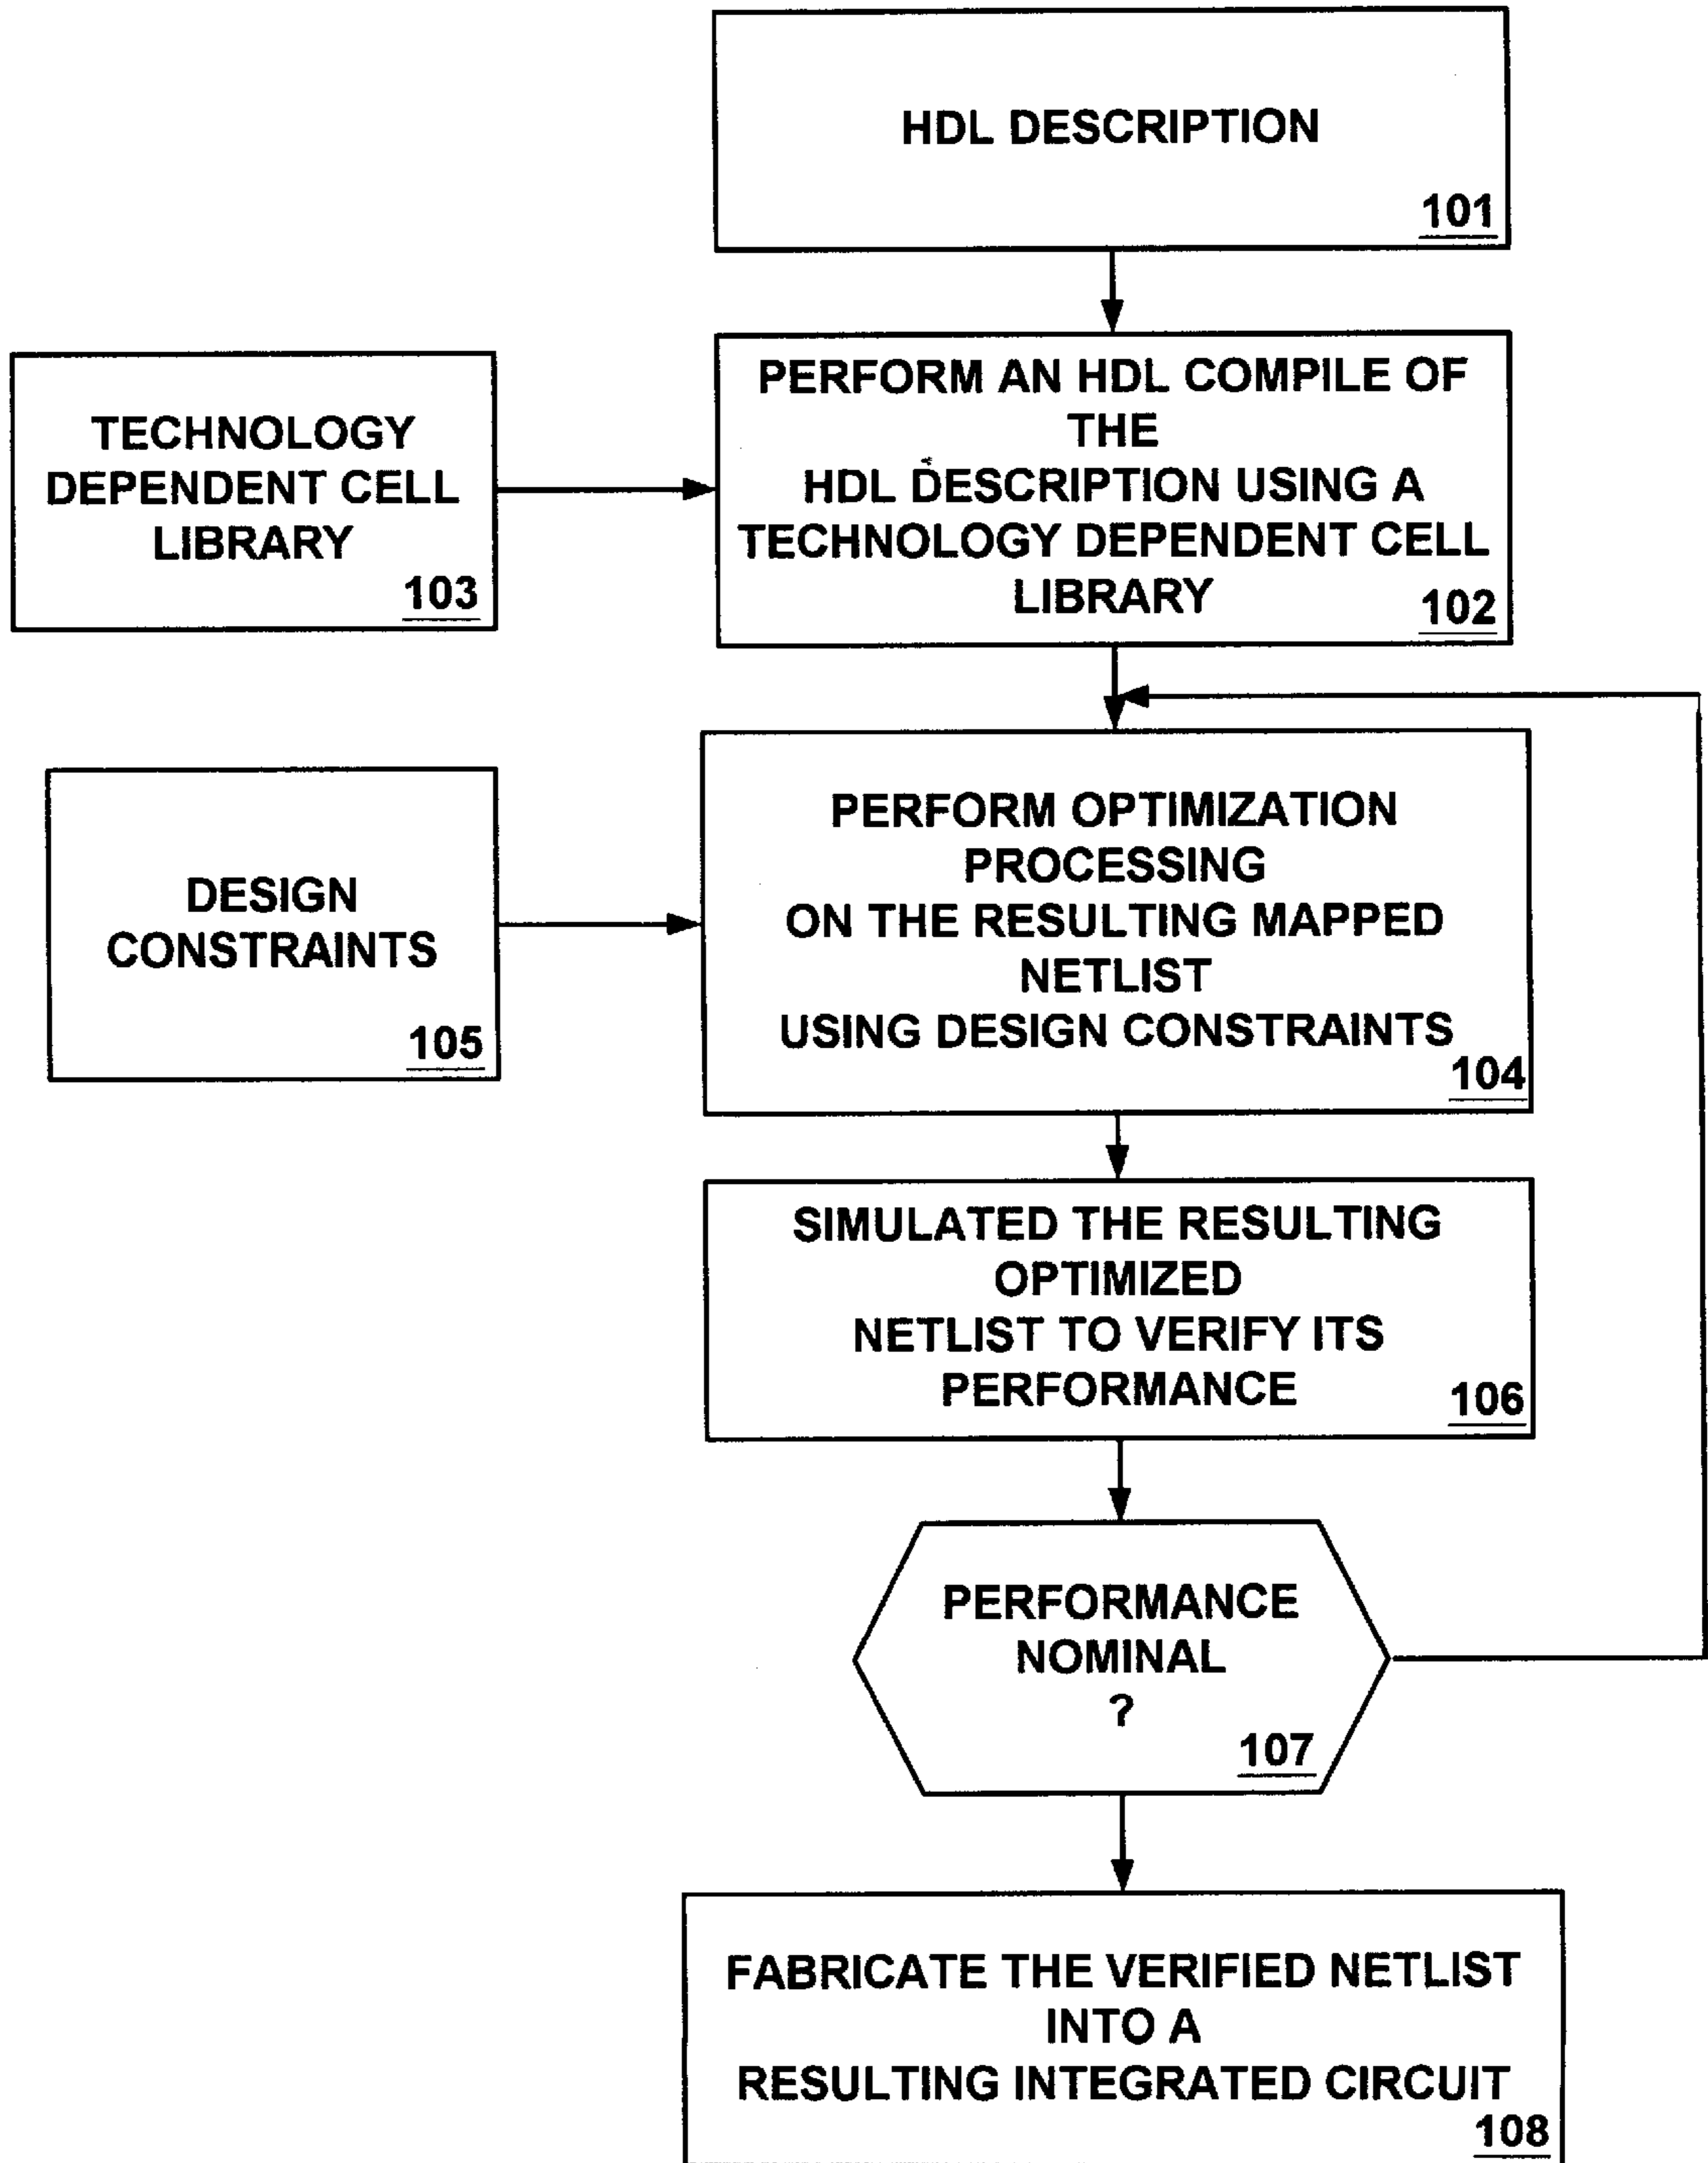 HDL DESCRIPTION
101
TECHNOLOGY
DEPENDENT CELL
LIBRARY
103
PERFORM AN HDL COMPILE OF
THE
HDL DESCRIPTION USING A
TECHNOLOGY DEPENDENT CELL
LIBRARY
102
DESIGN
CONSTRAINTS
105
PERFORM OPTIMIZATION
PROCESSING
ON THE RESULTING MAPPED
NETLIST
USING DESIGN CONSTRAINTS
104
SIMULATED THE RESULTING
OPTIMIZED
NETLIST TO VERIFY ITS
PERFORMANCE
106
PERFORMANCE
NOMINAL
?
107
FABRICATE THE VERIFIED NETLIST
INTO A
RESULTING INTEGRATED CIRCUIT
108